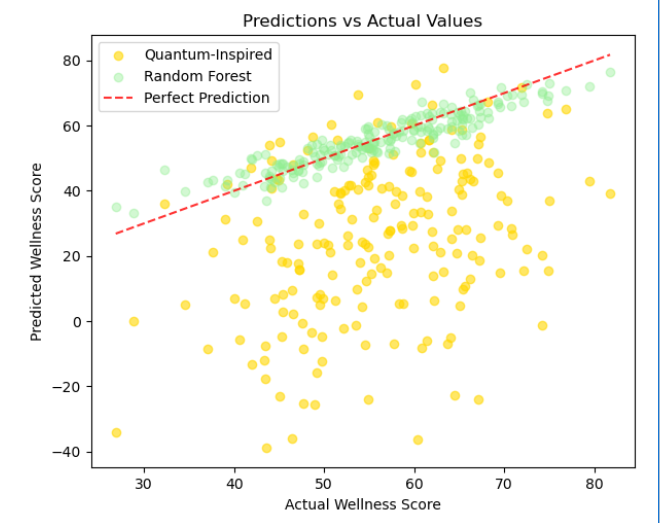 Predictions vs Actual Values
Quantum-Inspired
Random Forest
Perfect Prediction
80
60
40
20
0
−20
−40
Predicted Wellness Score
30 40 50 60 70 80
Actual Wellness Score